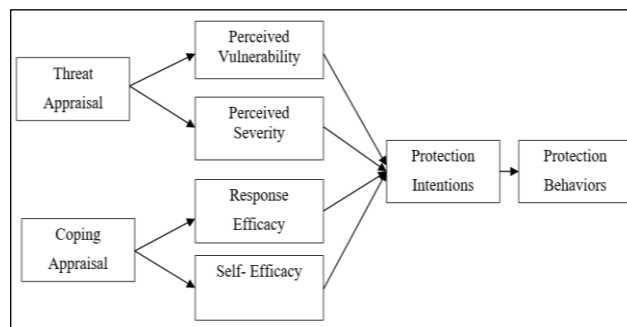 Threat
Appraisal
Perceived
Vulnerability
Perceived
Severity
Coping
Appraisal
Response
Efficacy
Self- Efficacy
Protection
Intentions
Protection
Behaviors